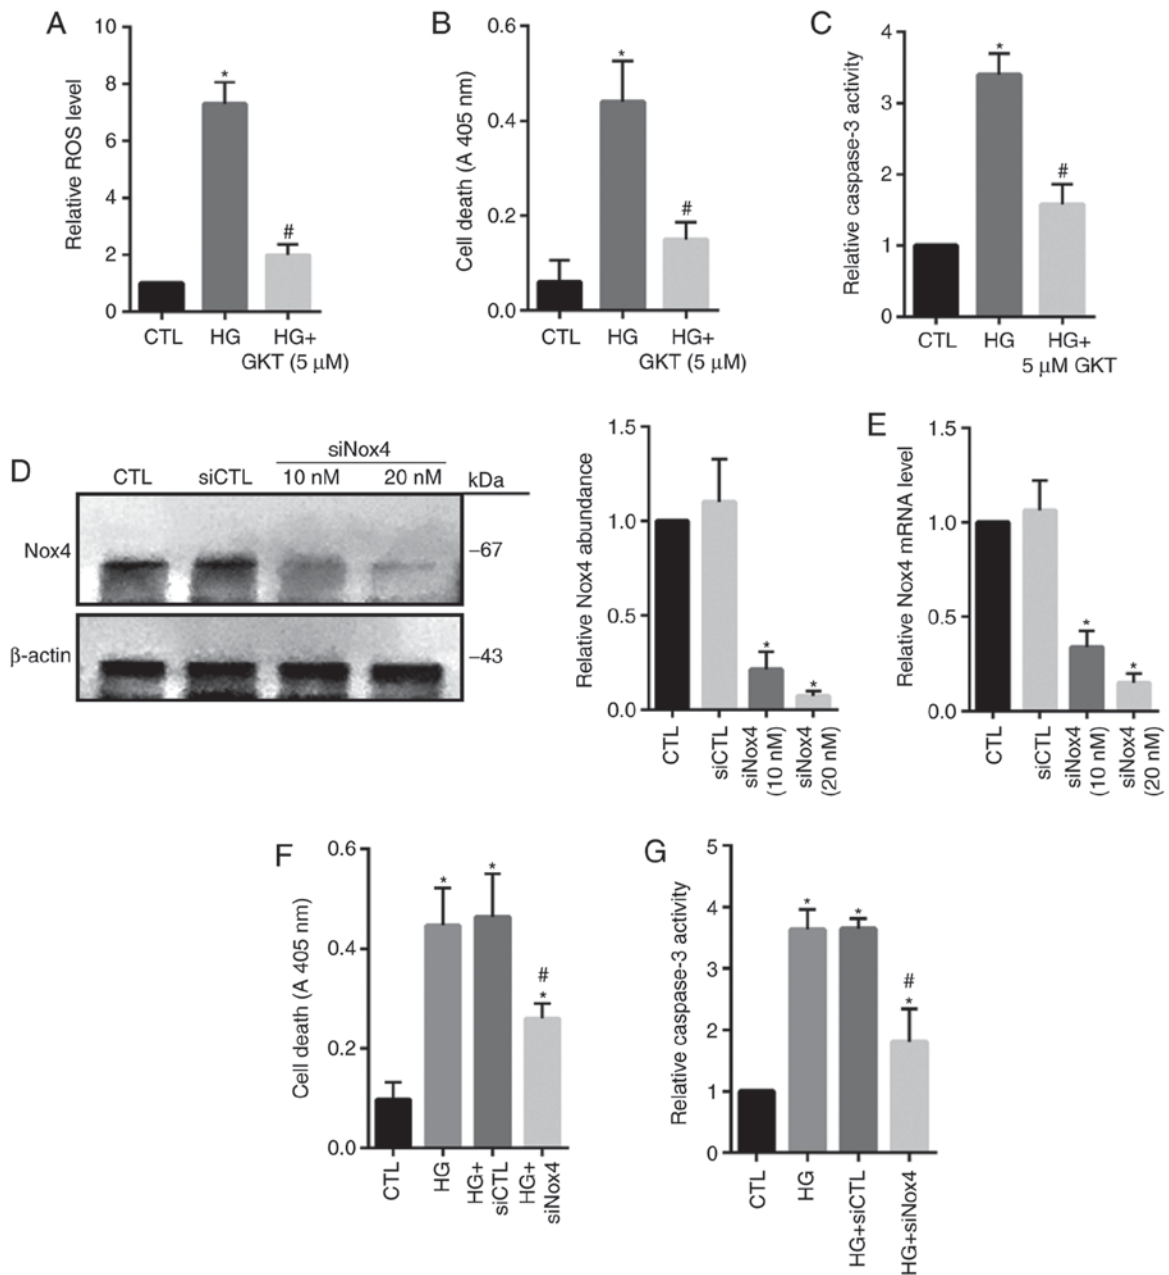 A
Relative ROS level
10
8
6
4
2
0
*
#
CTL
HG
HG+
GKT (5 μM)
B
Cell death (A 405 nm)
0.6
0.4
0.2
0.0
*
#
CTL
HG
HG+
GKT (5 μM)
C
Relative caspase-3 activity
4
3
2
1
0
*
#
CTL
HG
HG+
5 μM GKT
D
siNox4
CTL
siCTL
10 nM
20 nM
kDa
Nox4
–67
β-actin
–43
Relative Nox4 abundance
1.5
1.0
0.5
0.0
*
*
CTL
siCTL
siNox4
(10 nM)
siNox4
(20 nM)
E
Relative Nox4 mRNA level
1.5
1.0
0.5
0.0
*
*
CTL
siCTL
siNox4
(10 nM)
siNox4
(20 nM)
F
Cell death (A 405 nm)
0.6
0.4
0.2
0.0
*
*
#
*
CTL
HG
HG+
siCTL
HG+
siNox4
G
Relative caspase-3 activity
5
4
3
2
1
0
*
*
#
*
CTL
HG
HG+siCTL
HG+siNox4